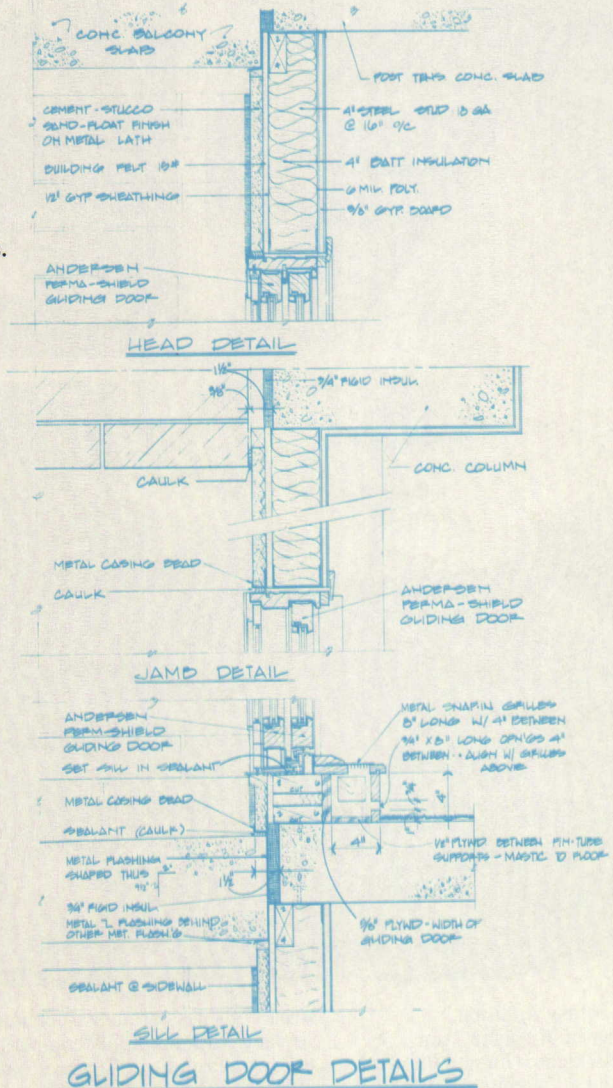 CONC. BALCONY
SLAB
POST TENS CONC. SLAB
CEMENT-STUCCO
SAND-FLOAT FINISH
ON METAL LATH
4" STEEL STUD 18 GA
@ 16" O/C
BUILDING FELT 15#
4" BATT INSULATION
1/2" GYP SHEATHING
6 MIL. POLY.
5/8" GYP. BOARD
ANDERSEN
PERMA-SHIELD
GLIDING DOOR
HEAD DETAIL
1 1/2"
3/8"
3/4" RIGID INSUL.
CAULK
CONC. COLUMN
METAL CASING BEAD
CAULK
ANDERSEN
PERMA-SHIELD
GLIDING DOOR
JAMB DETAIL
ANDERSEN
PERM-SHIELD
GLIDING DOOR
METAL SNAP-IN GRILLES
8" LONG W/ 4" BETWEEN
3/4" X 8" LONG OPN'GS 4"
BETWEEN - ALIGN W/ GRILLES
ABOVE
SET SILL IN SEALANT
METAL CASING BEAD
SEALANT (CAULK)
METAL FLASHING
SHAPED THUS
1 1/2
4"
1/2" PLYWD BETWEEN FIN-TUBE
SUPPORTS - MASTIC TO FLOOR
3/4" RIGID INSUL.
METAL "L" FLASHING BEHIND
OTHER MET. FLASH'G
5/8" PLYWD-WIDTH OF
GLIDING DOOR
SEALANT @ SIDEWALL
SILL DETAIL
GLIDING DOOR DETAILS